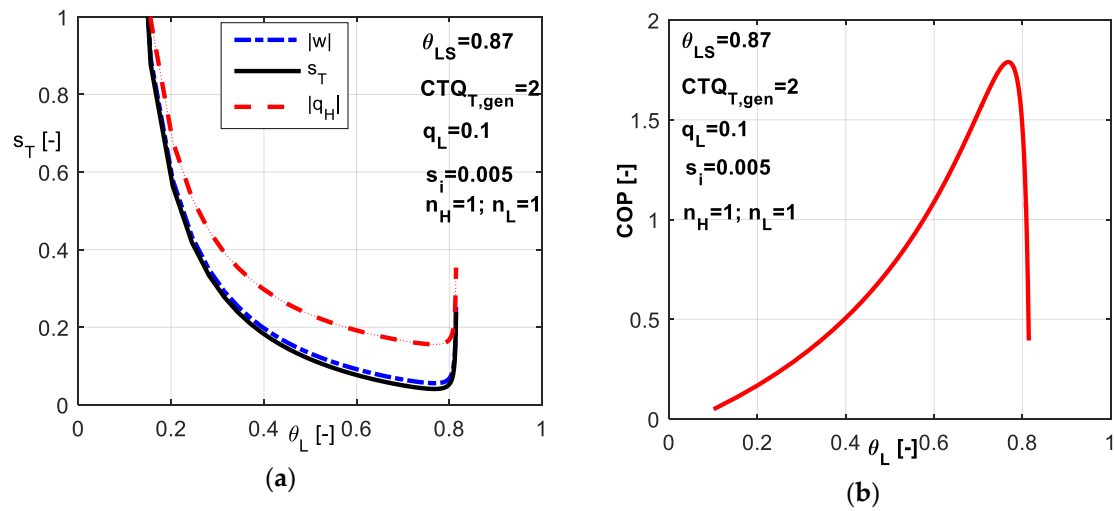 1
0.8
0.6
0.4
0.2
0
s_T [-]
|w|
s_T
|q_H|
θ_LS=0.87
CTQ_T,gen=2
q_L=0.1
s_i=0.005
n_H=1; n_L=1
0 0.2 0.4 0.6 0.8 1
θ_L [-]
(a)
2
1.5
1
0.5
0
COP [-]
θ_LS=0.87
CTQ_T,gen=2
q_L=0.1
s_i=0.005
n_H=1; n_L=1
0 0.2 0.4 0.6 0.8 1
θ_L [-]
(b)